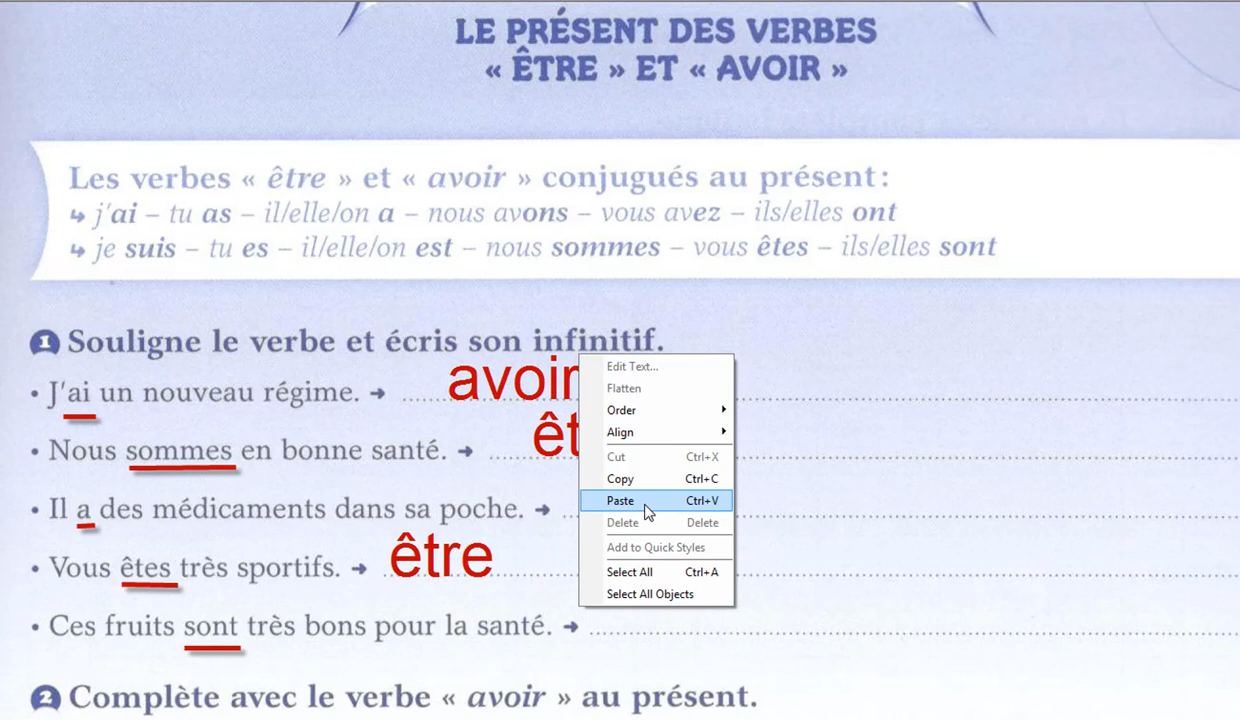 LE PRÉSENT DES VERBES
« ÊTRE » ET « AVOIR »
Les verbes « être » et « avoir » conjugués au présent :
↳ j'ai – tu as – il/elle/on a – nous avons – vous avez – ils/elles ont
↳ je suis – tu es – il/elle/on est – nous sommes – vous êtes – ils/elles sont
1 Souligne le verbe et écris son infinitif.
• J'ai un nouveau régime. → avoir
• Nous sommes en bonne santé. → êt
• Il a des médicaments dans sa poche. →
• Vous êtes très sportifs. → être
• Ces fruits sont très bons pour la santé. →
2 Complète avec le verbe « avoir » au présent.
Edit Text...
Flatten
Order
Align
Cut Ctrl+X
Copy Ctrl+C
Paste Ctrl+V
Delete Delete
Add to Quick Styles
Select All Ctrl+A
Select All Objects